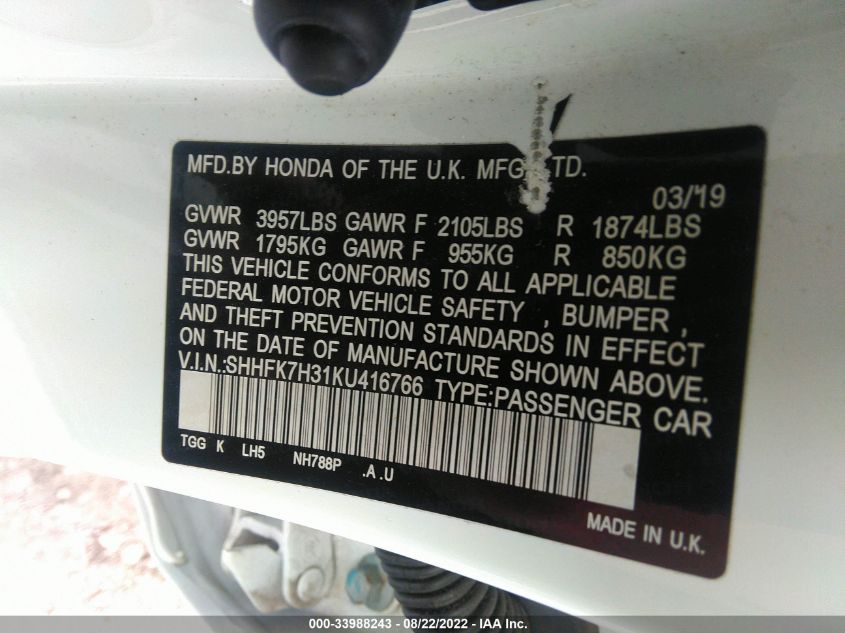 MFD.BY HONDA OF THE U.K. MFG LTD.
03/'19
GVWR 3957LBS GAWR F 2105LBS R 1874LBS
GVWR 1795KG GAWR F 955KG R 850KG
THIS VEHICLE CONFORMS TO ALL APPLICABLE
FEDERAL MOTOR VEHICLE SAFETY , BUMPER ,
AND THEFT PREVENTION STANDARDS IN EFFECT
ON THE DATE OF MANUFACTURE SHOWN ABOVE.
V.I.N.:SHHFK7H31KU416766 TYPE:PASSENGER CAR
TGG K LH5 NH788P .A.U
MADE IN U.K.
000-33988243 - 08/22/2022 - IAA Inc.